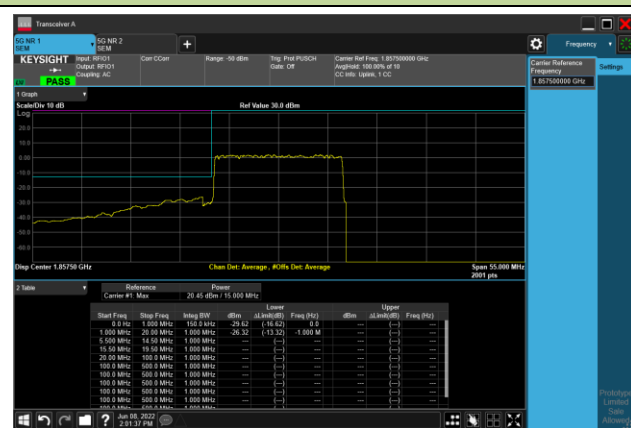 Transceiver A
5G NR 1
SEM
5G NR 2
SEM
Frequency
KEYSIGHT
Input: RFIO1
Output: RFIO1
Coupling: AC
Corr CCorr
Range: -50 dBm
Trig: Prot PUSCH
Gate: Off
Carrier Ref Freq: 1.857500000 GHz
Avg|Hold: 100.00% of 10
CC Info: Uplink, 1 CC
LV PASS
Carrier Reference
Frequency
1.857500000 GHz
Settings
1 Graph
Scale/Div 10 dB
Ref Value 30.0 dBm
Log
20.0
10.0
0.00
-10.0
-20.0
-30.0
-40.0
-50.0
-60.0
Disp Center 1.85750 GHz
Chan Det: Average , #Offs Det: Average
Span 55.000 MHz
2001 pts
2 Table
Reference Power
Carrier #1: Max 20.45 dBm / 15.000 MHz
Lower Upper
Start Freq Stop Freq Integ BW dBm ΔLimit(dB) Freq (Hz) dBm ΔLimit(dB) Freq (Hz)
0.0 Hz 1.000 MHz 150.0 kHz -29.62 (-16.62) 0.0 --- (---) ---
1.000 MHz 20.00 MHz 1.000 MHz -26.32 (-13.32) -1.000 M --- (---) ---
5.500 MHz 14.50 MHz 1.000 MHz --- (---) --- --- (---) ---
15.50 MHz 19.50 MHz 1.000 MHz --- (---) --- --- (---) ---
20.00 MHz 100.0 MHz 1.000 MHz --- (---) --- --- (---) ---
100.0 MHz 500.0 MHz 1.000 MHz --- (---) --- --- (---) ---
100.0 MHz 500.0 MHz 1.000 MHz --- (---) --- --- (---) ---
100.0 MHz 500.0 MHz 1.000 MHz --- (---) --- --- (---) ---
100.0 MHz 500.0 MHz 1.000 MHz --- (---) --- --- (---) ---
100.0 MHz 500.0 MHz 1.000 MHz --- (---) --- --- (---) ---
Prototype
Limited
Sale
Allowed
Jun 08, 2022
2:01:37 PM